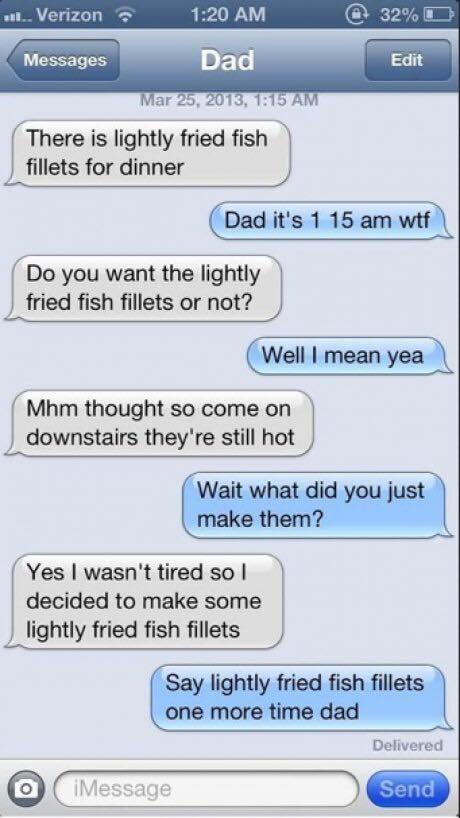 Verizon 1:20 AM 32%
Messages Dad Edit
Mar 25, 2013, 1:15 AM
There is lightly fried fish
fillets for dinner
Dad it's 1 15 am wtf
Do you want the lightly
fried fish fillets or not?
Well I mean yea
Mhm thought so come on
downstairs they're still hot
Wait what did you just
make them?
Yes I wasn't tired so I
decided to make some
lightly fried fish fillets
Say lightly fried fish fillets
one more time dad
Delivered
iMessage Send